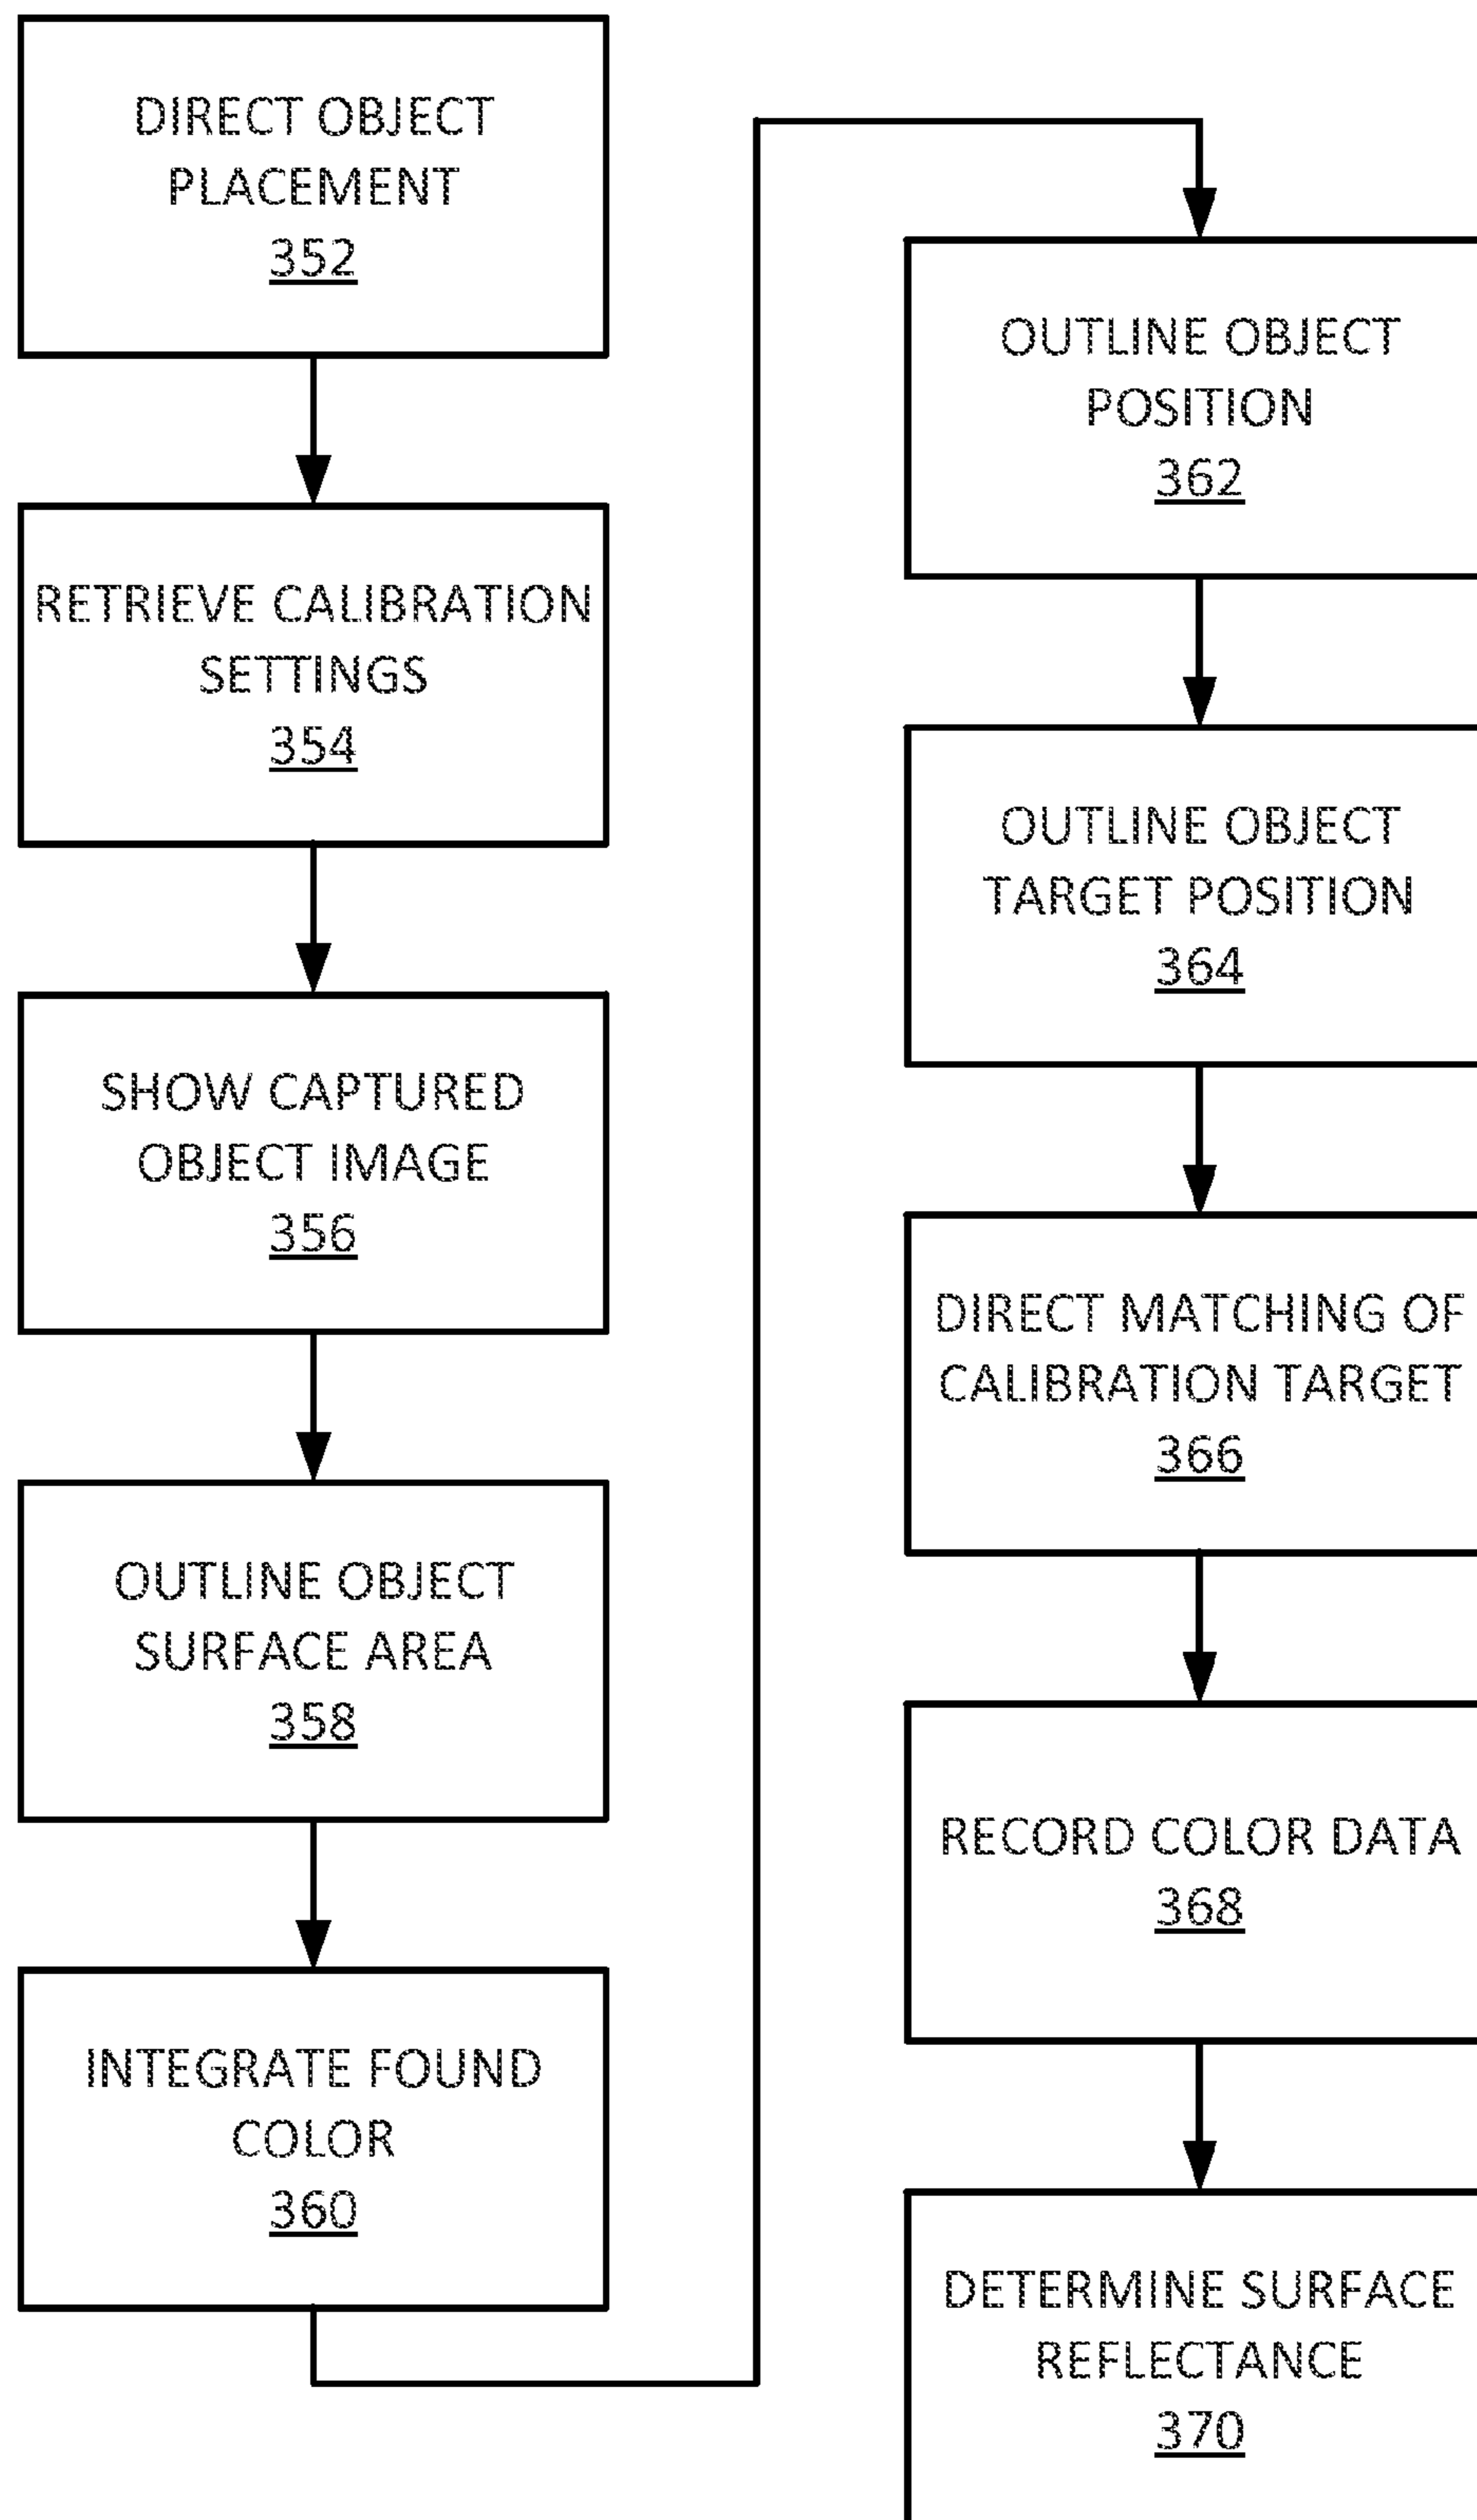 DIRECT OBJECT
PLACEMENT
352
RETRIEVE CALIBRATION
SETTINGS
354
SHOW CAPTURED
OBJECT IMAGE
356
OUTLINE OBJECT
SURFACE AREA
358
INTEGRATE FOUND
COLOR
360
OUTLINE OBJECT
POSITION
362
OUTLINE OBJECT
TARGET POSITION
364
DIRECT MATCHING OF
CALIBRATION TARGET
366
RECORD COLOR DATA
368
DETERMINE SURFACE
REFLECTANCE
370